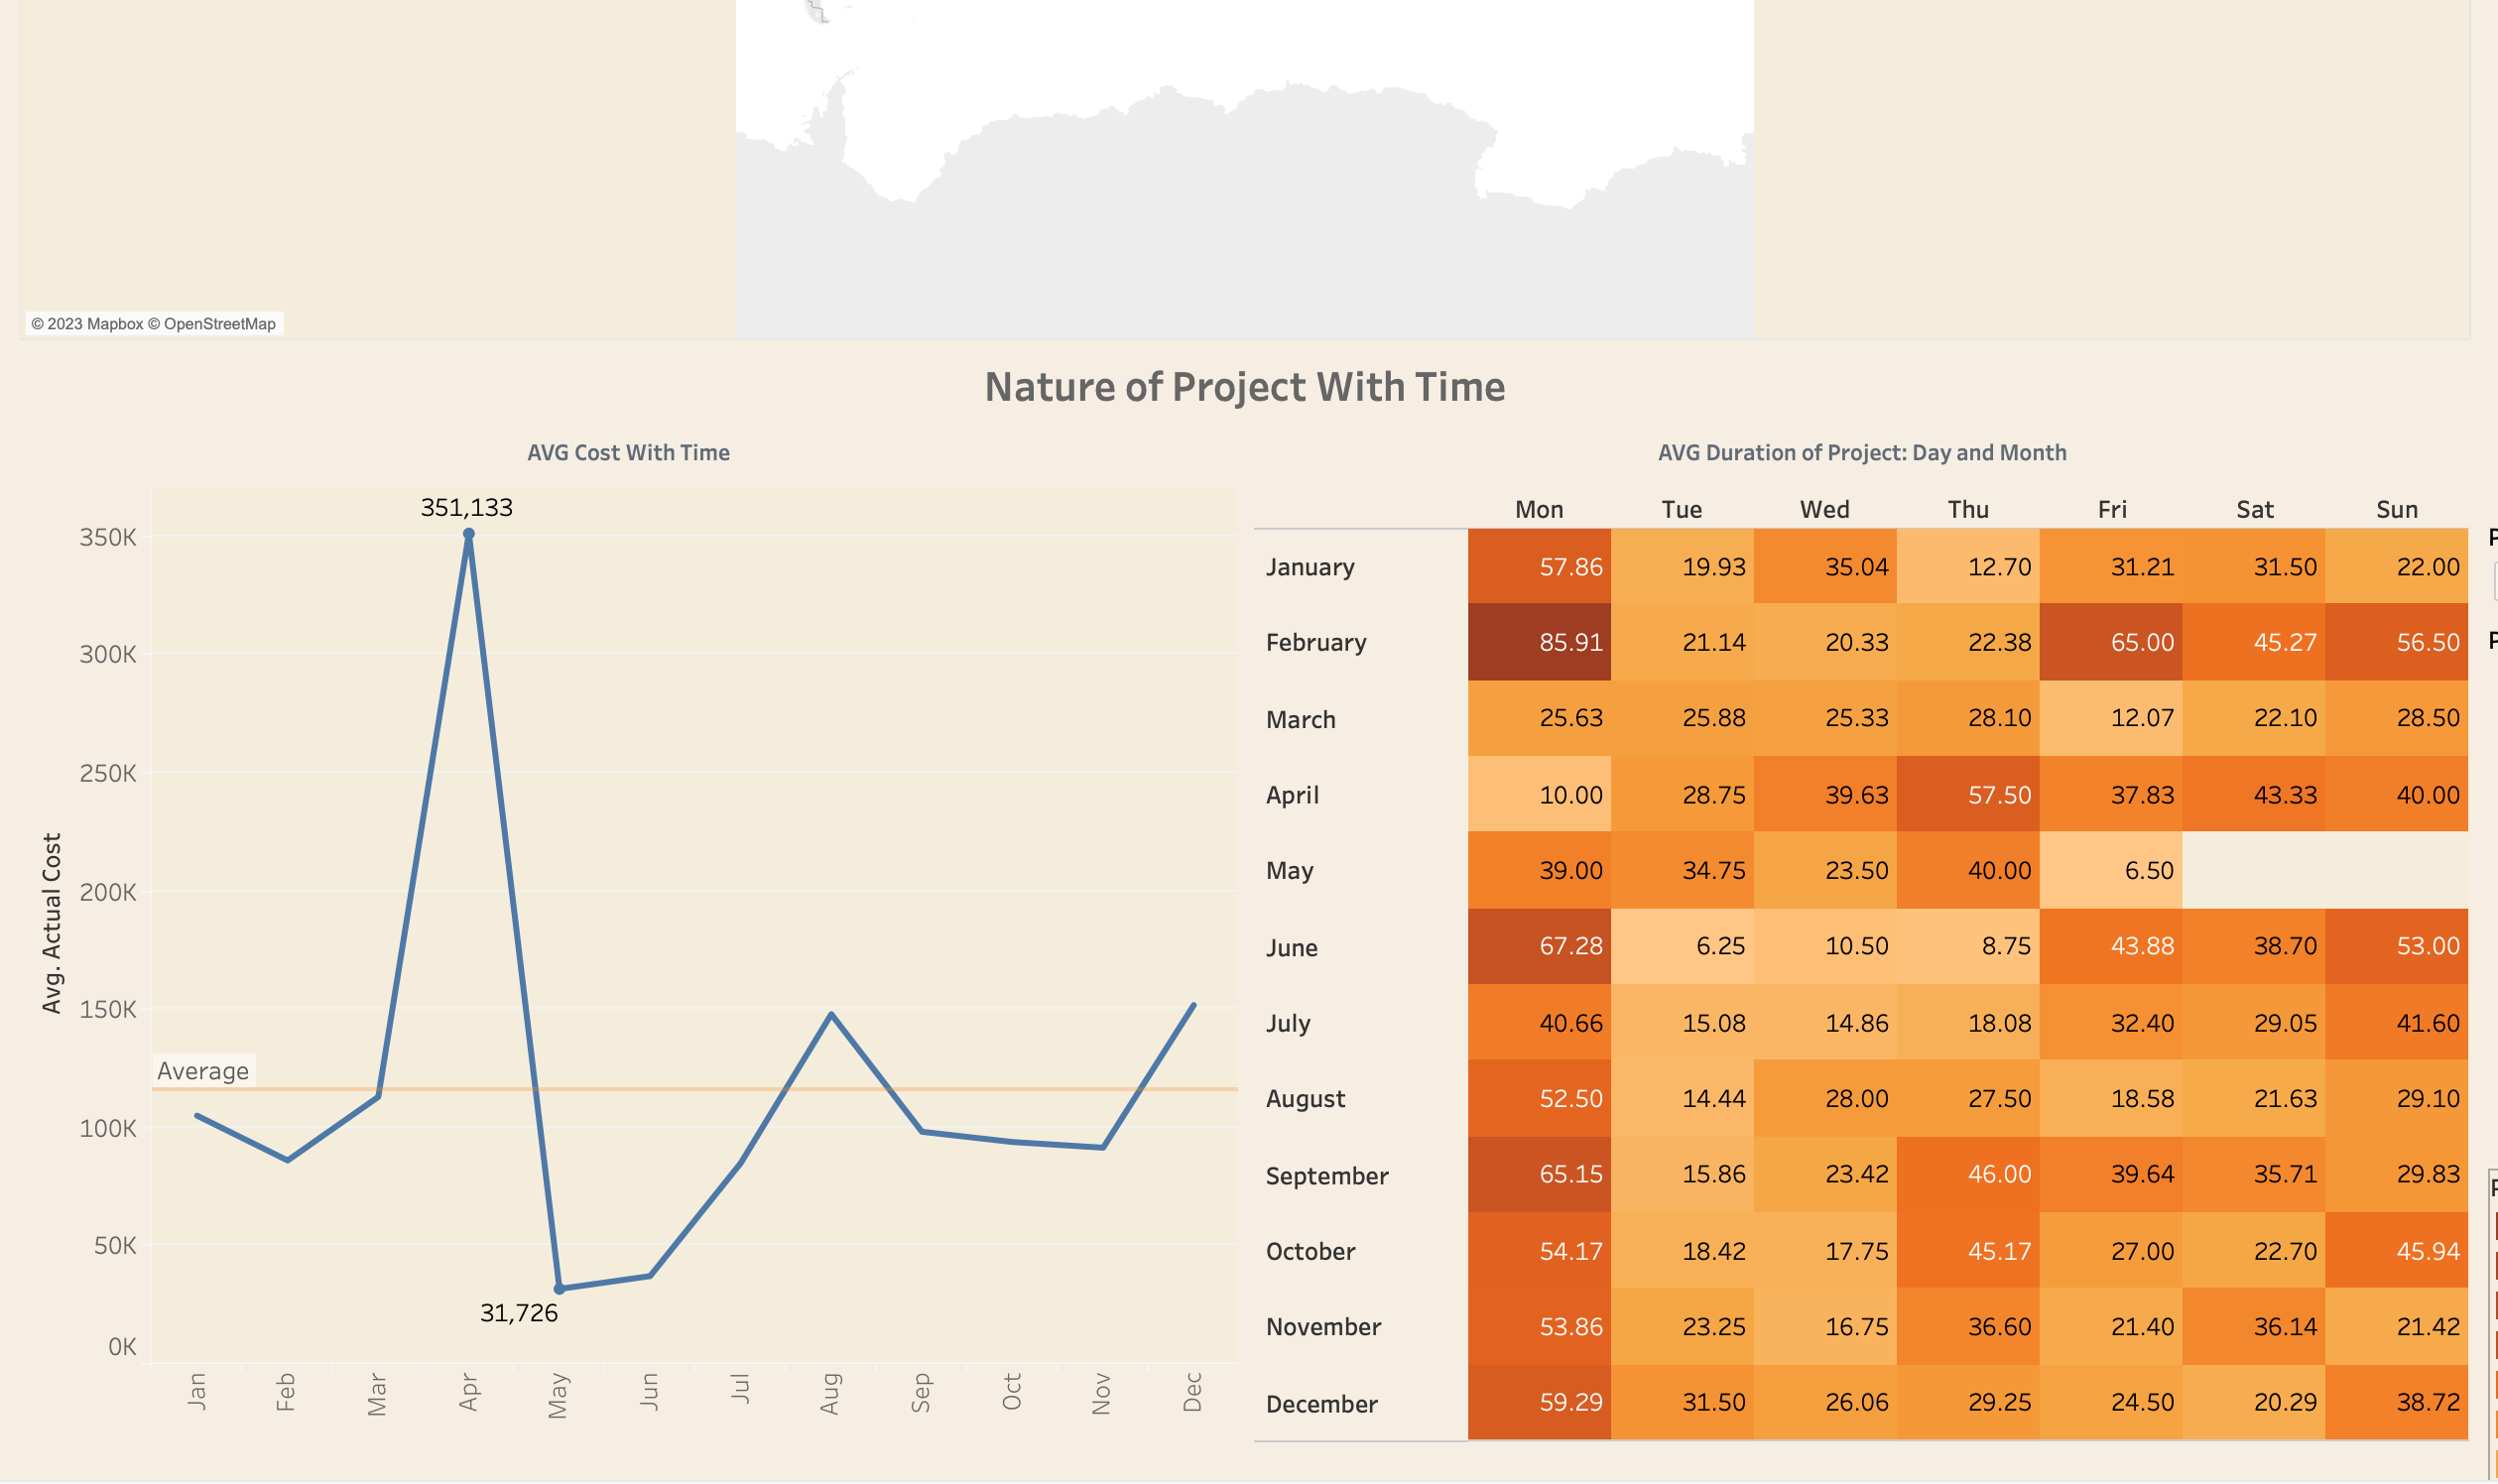 © 2023 Mapbox © OpenStreetMap
Nature of Project With Time
AVG Cost With Time
351,133
350K
300K
250K
200K
150K
100K
50K
0K
Avg. Actual Cost
Average
31,726
Jan Feb Mar Apr May Jun Jul Aug Sep Oct Nov Dec
AVG Duration of Project: Day and Month
Mon Tue Wed Thu Fri Sat Sun
January 57.86 19.93 35.04 12.70 31.21 31.50 22.00
February 85.91 21.14 20.33 22.38 65.00 45.27 56.50
March 25.63 25.88 25.33 28.10 12.07 22.10 28.50
April 10.00 28.75 39.63 57.50 37.83 43.33 40.00
May 39.00 34.75 23.50 40.00 6.50
June 67.28 6.25 10.50 8.75 43.88 38.70 53.00
July 40.66 15.08 14.86 18.08 32.40 29.05 41.60
August 52.50 14.44 28.00 27.50 18.58 21.63 29.10
September 65.15 15.86 23.42 46.00 39.64 35.71 29.83
October 54.17 18.42 17.75 45.17 27.00 22.70 45.94
November 53.86 23.25 16.75 36.60 21.40 36.14 21.42
December 59.29 31.50 26.06 29.25 24.50 20.29 38.72